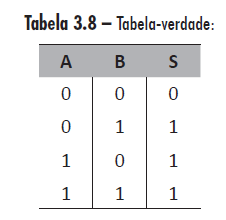 Tabela 3.8 – Tabela-verdade:
A B S
0 0 0
0 1 1
1 0 1
1 1 1